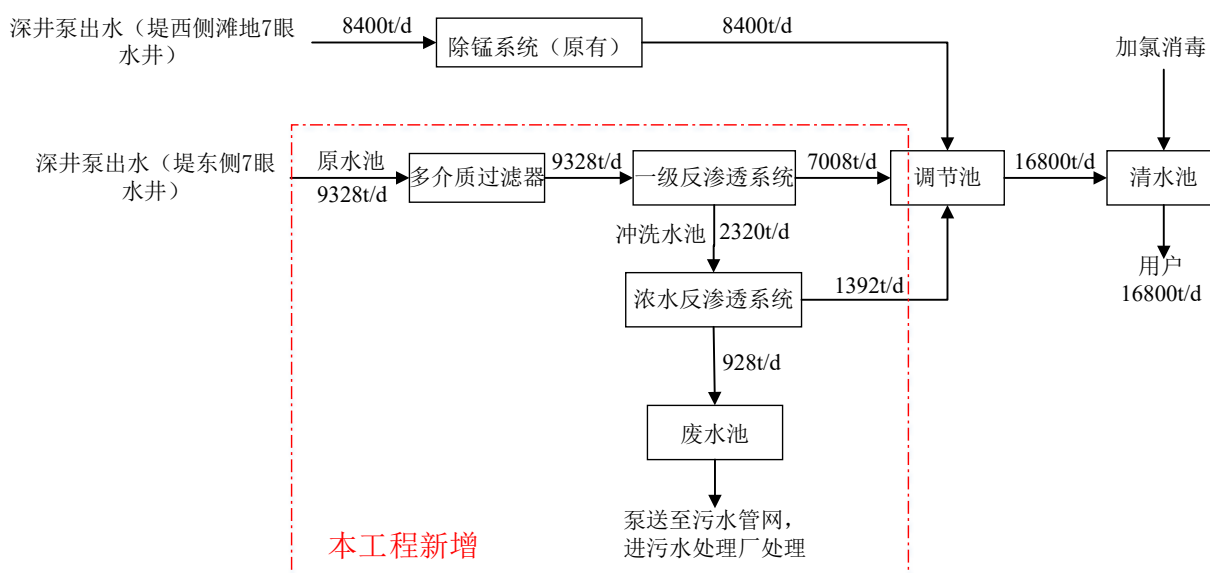 深井泵出水（堤西侧滩地7眼
水井）
8400t/d
除锰系统（原有）
8400t/d
加氯消毒
深井泵出水（堤东侧7眼
水井）
原水池
9328t/d
多介质过滤器
9328t/d
一级反渗透系统
7008t/d
调节池
16800t/d
清水池
冲洗水池
2320t/d
用户
16800t/d
浓水反渗透系统
1392t/d
928t/d
废水池
泵送至污水管网，
进污水处理厂处理
本工程新增